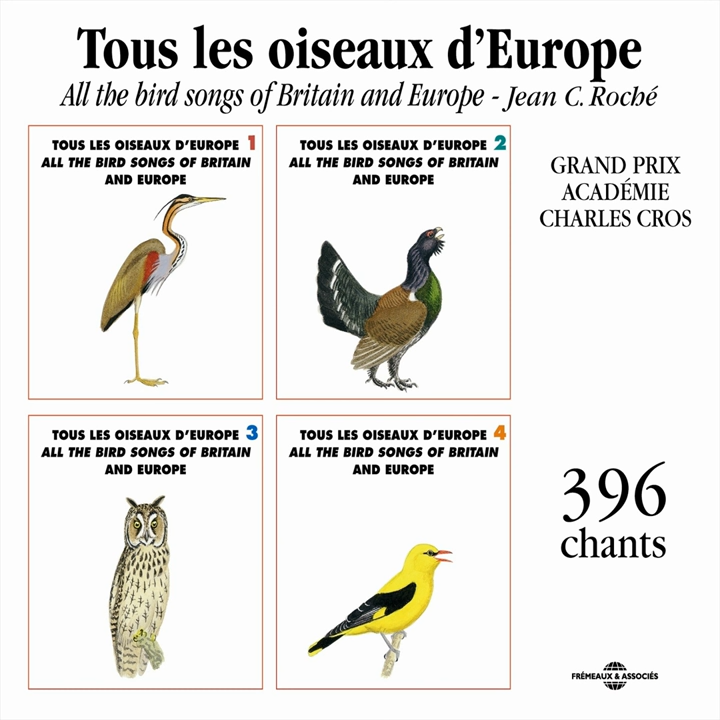 Tous les oiseaux d'Europe
All the bird songs of Britain and Europe - Jean C. Roché
TOUS LES OISEAUX D'EUROPE 1
ALL THE BIRD SONGS OF BRITAIN
AND EUROPE
TOUS LES OISEAUX D'EUROPE 2
ALL THE BIRD SONGS OF BRITAIN
AND EUROPE
GRAND PRIX
ACADÉMIE
CHARLES CROS
TOUS LES OISEAUX D'EUROPE 3
ALL THE BIRD SONGS OF BRITAIN
AND EUROPE
TOUS LES OISEAUX D'EUROPE 4
ALL THE BIRD SONGS OF BRITAIN
AND EUROPE
396
chants
FRÉMEAUX & ASSOCIÉS